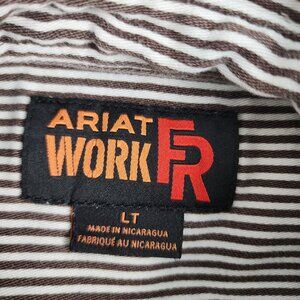 ARIAT
WORK FR
LT
MADE IN NICARAGUA
FABRIQUÉ AU NICARAGUA